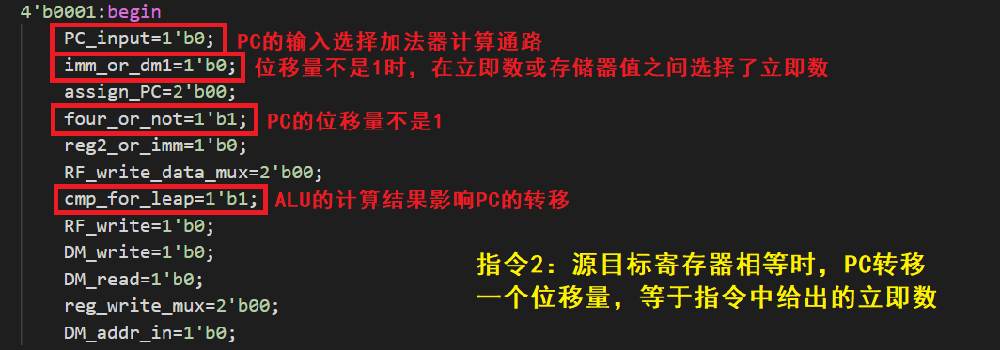 4'b0001:begin
PC_input=1'b0; PC的输入选择加法器计算通路
imm_or_dm1=1'b0; 位移量不是1时，在立即数或存储器值之间选择了立即数
assign_PC=2'b00;
four_or_not=1'b1; PC的位移量不是1
reg2_or_imm=1'b0;
RF_write_data_mux=2'b00;
cmp_for_leap=1'b1; ALU的计算结果影响PC的转移
RF_write=1'b0;
DM_write=1'b0;
DM_read=1'b0;
reg_write_mux=2'b00;
DM_addr_in=1'b0;
指令2：源目标寄存器相等时，PC转移
一个位移量，等于指令中给出的立即数